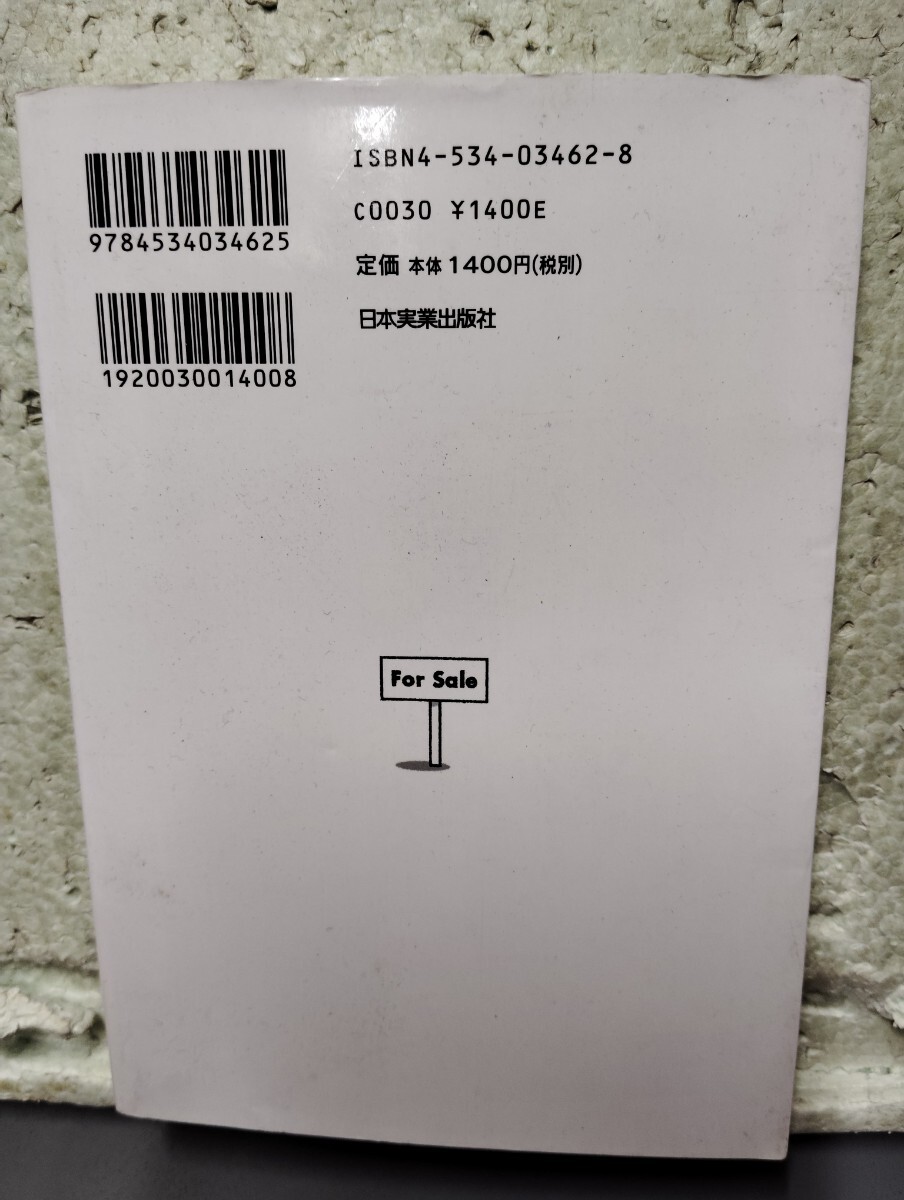 9784534034625
1920030014008
ISBN4-534-03462-8
C0030 ¥1400E
定価 本体1400円(税別)
日本実業出版社
For Sale